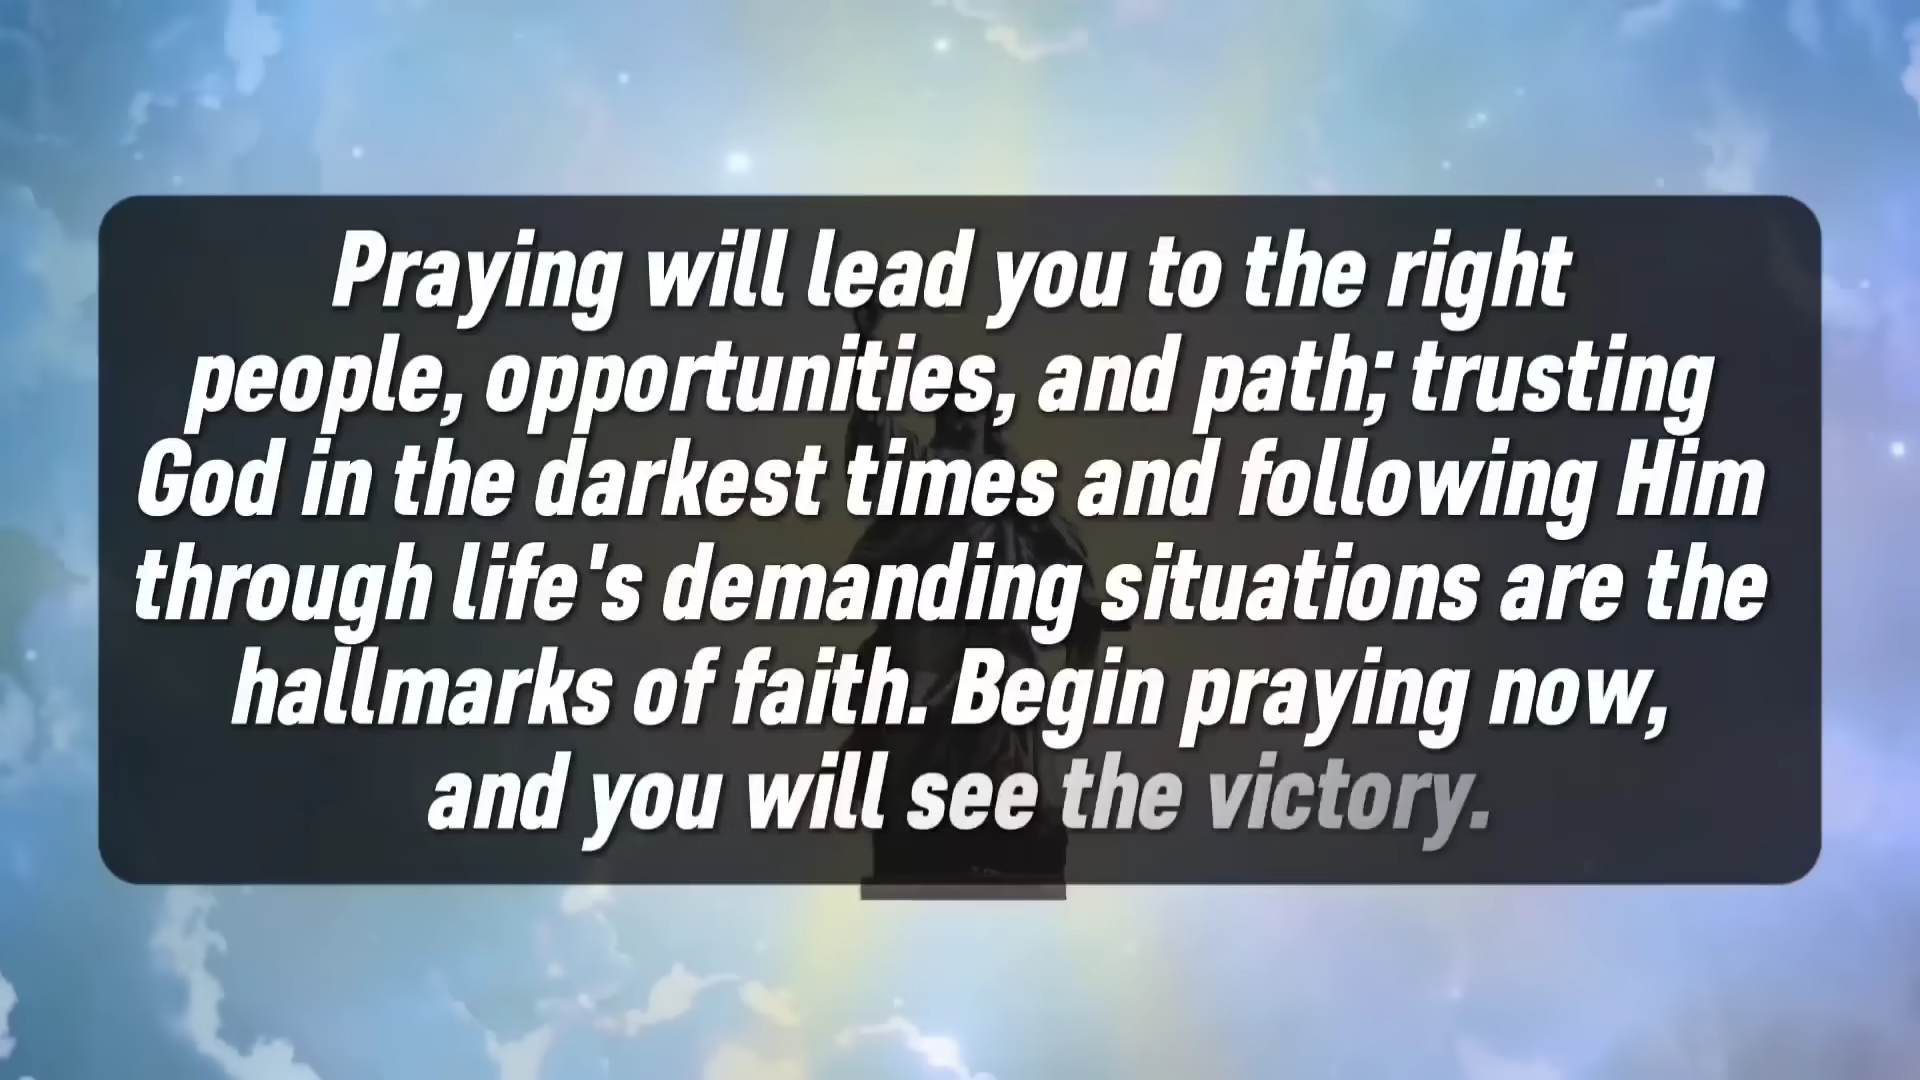 Praying will lead you to the right
people, opportunities, and path; trusting
God in the darkest times and following Him
through life's demanding situations are the
hallmarks of faith. Begin praying now,
and you will see the victory.